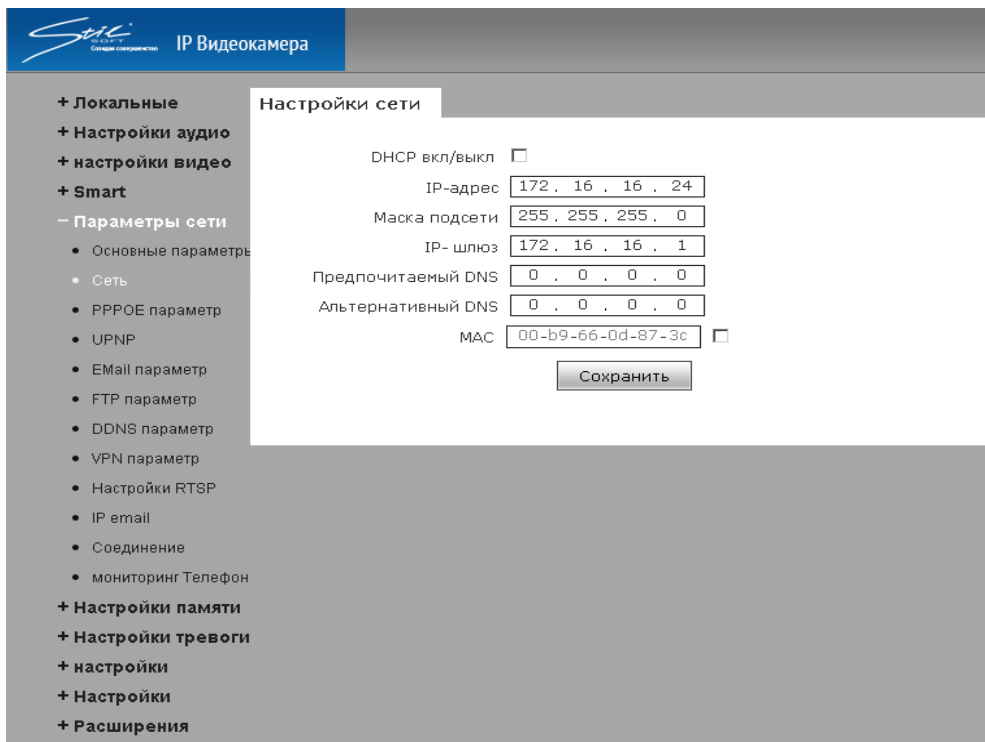 Stil
SOFT
Создаем совершенство
IP Видеокамера
+ Локальные
+ Настройки аудио
+ настройки видео
+ Smart
− Параметры сети
• Основные параметры
• Сеть
• PPPOE параметр
• UPNP
• EMail параметр
• FTP параметр
• DDNS параметр
• VPN параметр
• Настройки RTSP
• IP email
• Соединение
• мониторинг Телефон
+ Настройки памяти
+ Настройки тревоги
+ настройки
+ Настройки
+ Расширения
Настройки сети
DHCP вкл/выкл
IP-адрес 172 . 16 . 16 . 24
Маска подсети 255 . 255 . 255 . 0
IP- шлюз 172 . 16 . 16 . 1
Предпочитаемый DNS 0 . 0 . 0 . 0
Альтернативный DNS 0 . 0 . 0 . 0
MAC 00-b9-66-0d-87-3c
Сохранить